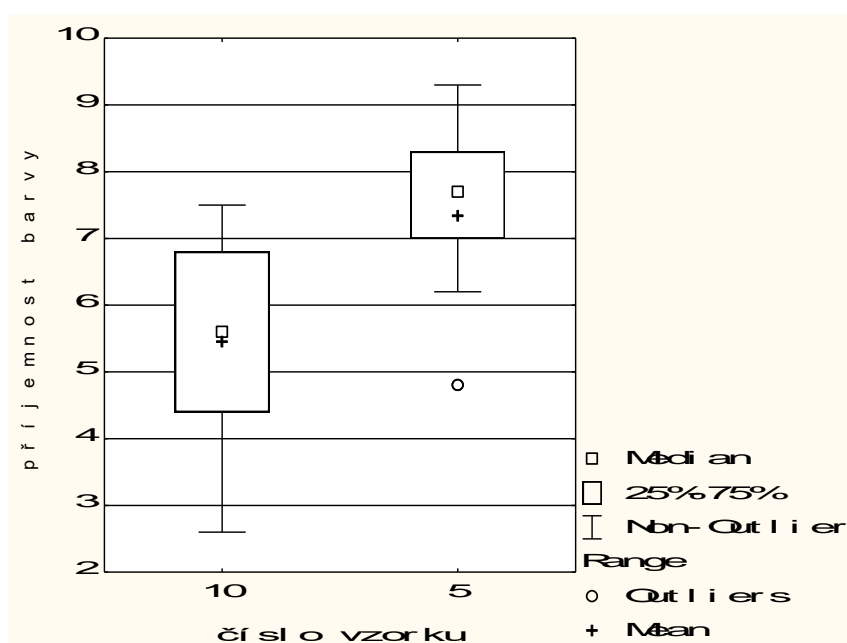 příjemnost barvy
10
9
8
7
6
5
4
3
2
10 5
číslo vzorku
Median
25%75%
Non-Outlier
Range
Outliers
Mean